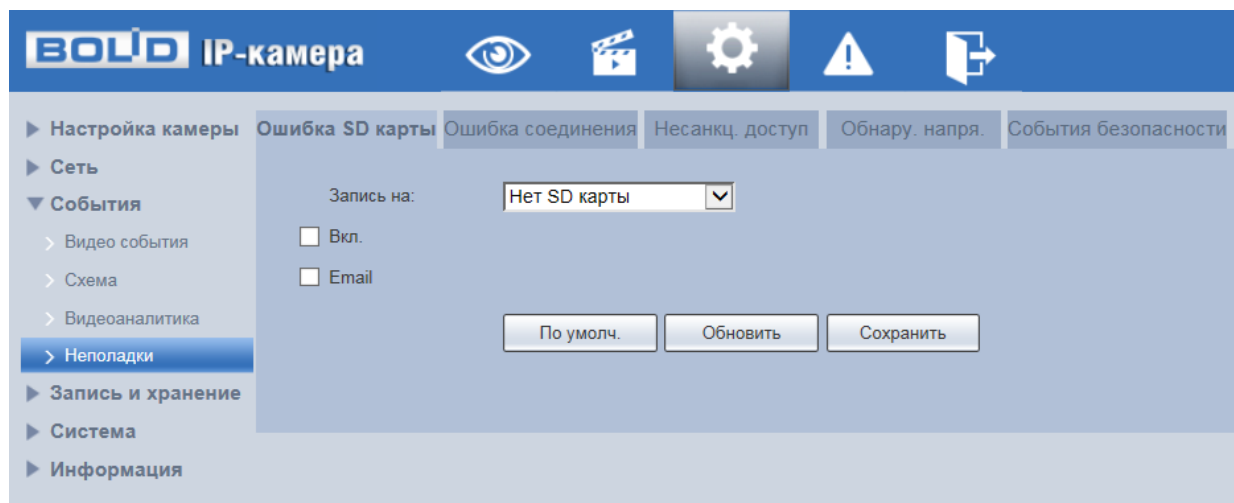 BOLID IP-камера
Настройка камеры
Сеть
События
Видео события
Схема
Видеоаналитика
Неполадки
Запись и хранение
Система
Информация
Ошибка SD карты Ошибка соединения Несанкц. доступ Обнару. напря. События безопасности
Запись на: Нет SD карты
Вкл.
Email
По умолч. Обновить Сохранить